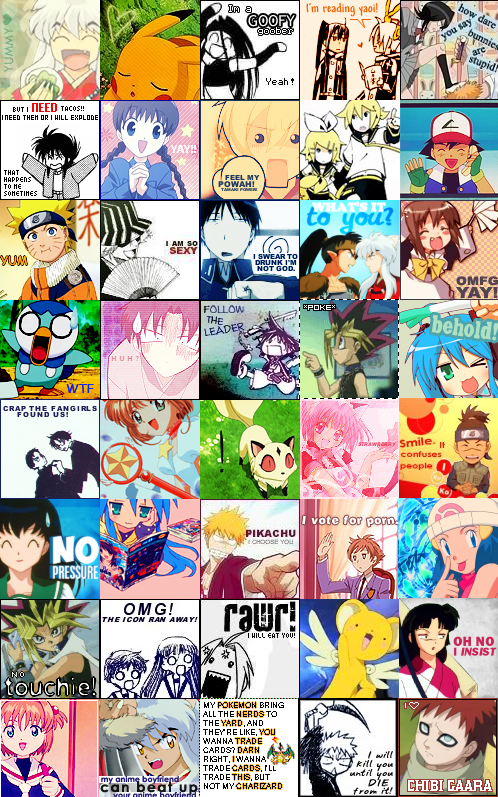 YUMMY ♥
Im a
GOOFY
goober
Yeah!
I'm reading yaoi!
how dare
you say
bunnies
are
stupid!
BUT I NEED TACOS!!
I NEED THEM OR I WILL EXPLODE
THAT
HAPPENS
TO ME
SOMETIMES
YAY!!
FEEL MY
POWAH!
TAMAKI POWER!
YUM
I AM SO
SEXY
I SWEAR TO
DRUNK I'M
NOT GOD.
WHAT'S IT
to you?
OMFG
YAY!
WTF
HUH?
FOLLOW
THE
LEADER
*POKE*
behold!
CRAP THE FANGIRLS
FOUND US!
STRAWBERRY
Smile. It
confuses
people
NO
PRESSURE
PIKACHU
I CHOOSE YOU
I vote for porn.
NO
touchie!
OMG!
THE ICON RAN AWAY!
rawr!
I WILL EAT YOU!
OH NO
I INSIST
my anime boyfriend
can beat up
your anime boyfriend
MY POKEMON BRING
ALL THE NERDS TO
THE YARD, AND
THEY'RE LIKE, YOU
WANNA TRADE
CARDS? DARN
RIGHT, I WANNA
TRADE CARDS, I'LL
TRADE THIS, BUT
NOT MY CHARIZARD
I will
kill you
until you
DIE
from it!
I ♡
CHIBI GAARA